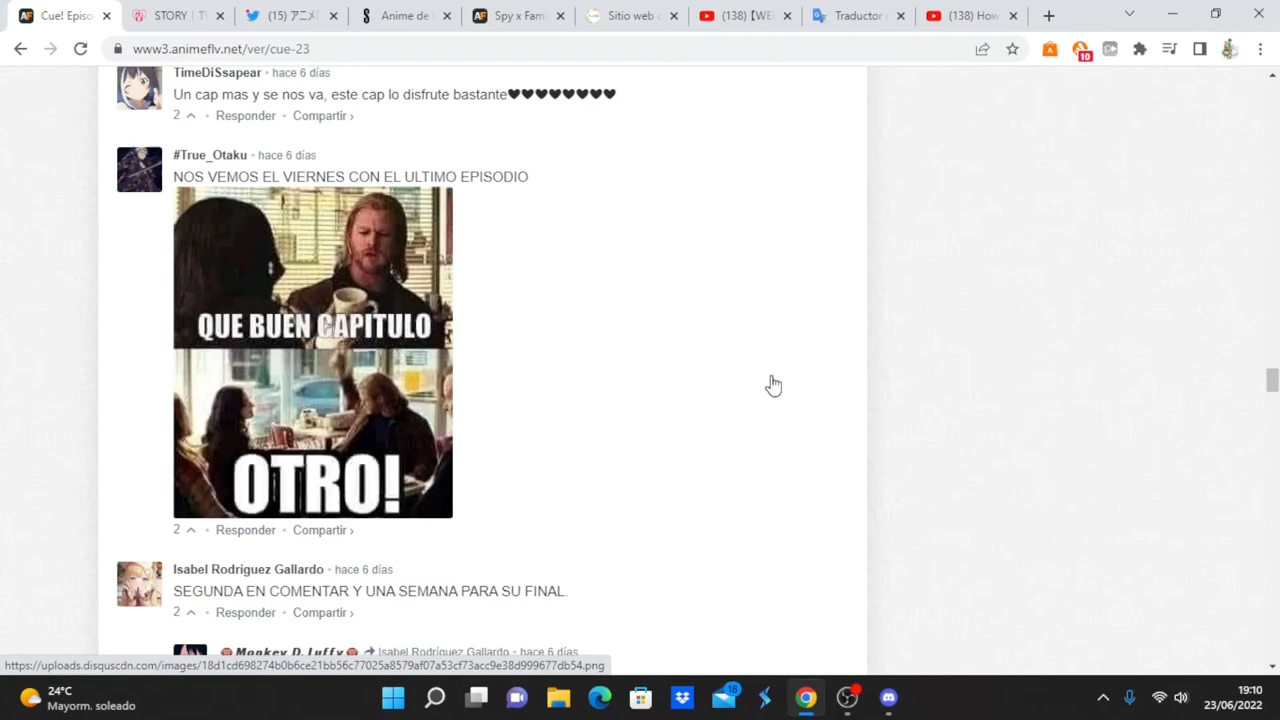 Cue! Episo
STORY | T
(15) アニメ
Anime de
Spy x Fam
Sitio web
(138) 【WE
Traductor
(138) How
www3.animeflv.net/ver/cue-23
10
TimeDiSsapear • hace 6 días
Un cap mas y se nos va, este cap lo disfrute bastante♥♥♥♥♥♥♥♥
2 • Responder • Compartir ›
#True_Otaku • hace 6 días
NOS VEMOS EL VIERNES CON EL ULTIMO EPISODIO
QUE BUEN CAPITULO
OTRO!
2 • Responder • Compartir ›
Isabel Rodríguez Gallardo • hace 6 días
SEGUNDA EN COMENTAR Y UNA SEMANA PARA SU FINAL.
2 • Responder • Compartir ›
Monkey D. Luffy Isabel Rodríguez Gallardo • hace 6 días
https://uploads.disquscdn.com/images/18d1cd698274b0b6ce21bb56c77025a8579af07a53cf73acc9e38d999677db54.png
24°C
Mayorm. soleado
18
19:10
23/06/2022